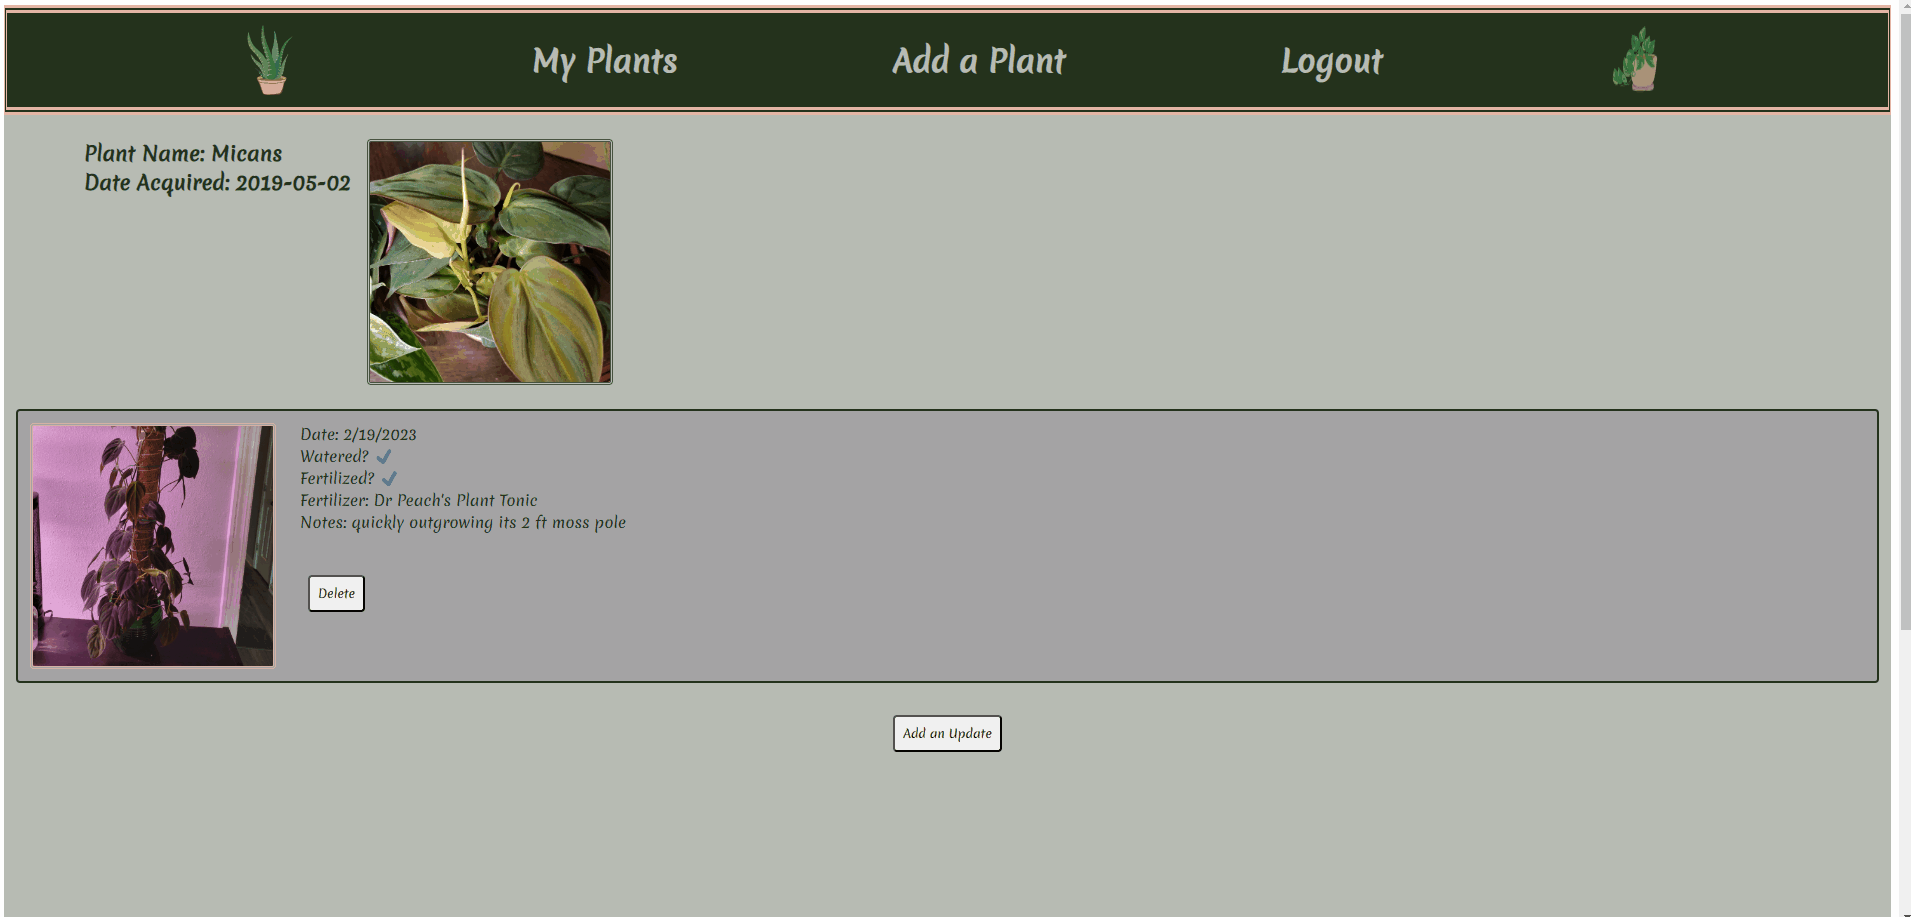 My Plants
Add a Plant
Logout
Plant Name: Micans
Date Acquired: 2019-05-02
Date: 2/19/2023
Watered? ✔
Fertilized? ✔
Fertilizer: Dr Peach's Plant Tonic
Notes: quickly outgrowing its 2 ft moss pole
Delete
Add an Update